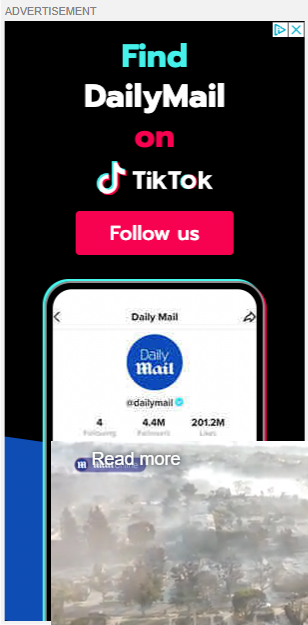 ADVERTISEMENT
Find
DailyMail
on
TikTok
Follow us
Daily Mail
Daily
Mail
@dailymail
4 4.4M 201.2M
Following Followers Likes
Read more